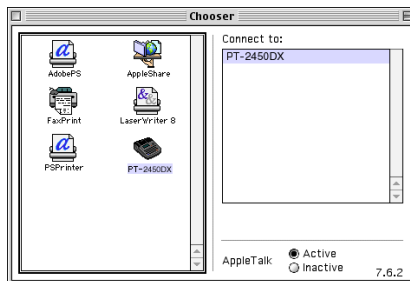 Chooser
AdobePS AppleShare
FaxPrint LaserWriter 8
PSPrinter PT-2450DX
Connect to:
PT-2450DX
AppleTalk
Active
Inactive
7.6.2